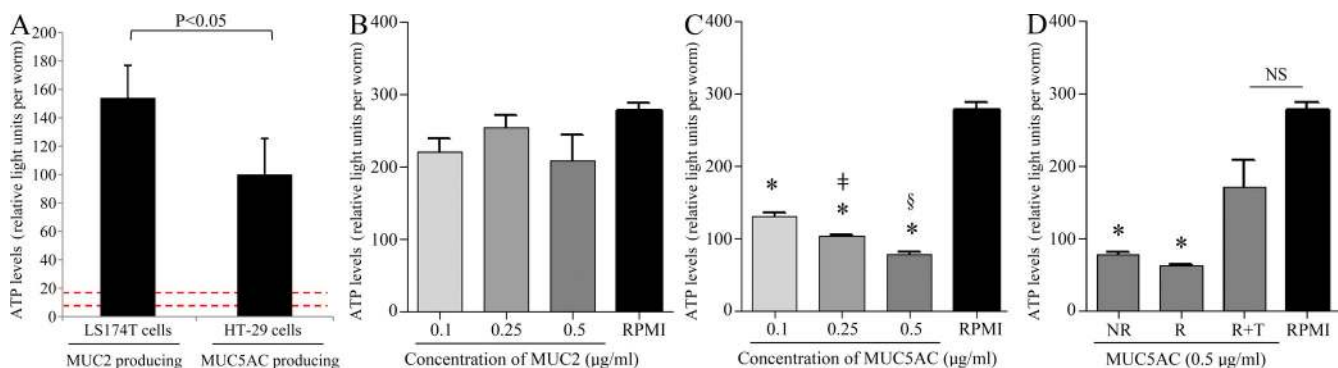 A
P<0.05
ATP levels (relative light units per worm)
200
180
160
140
120
100
80
60
40
20
0
LS174T cells HT-29 cells
MUC2 producing MUC5AC producing
B
ATP levels (relative light units per worm)
400
300
200
100
0
0.1 0.25 0.5 RPMI
Concentration of MUC2 (µg/ml)
C
ATP levels (relative light units per worm)
400
300
200
100
0
*
‡
*
§
*
0.1 0.25 0.5 RPMI
Concentration of MUC5AC (µg/ml)
D
ATP levels (relative light units per worm)
400
300
200
100
0
NS
* *
NR R R+T RPMI
MUC5AC (0.5 µg/ml)